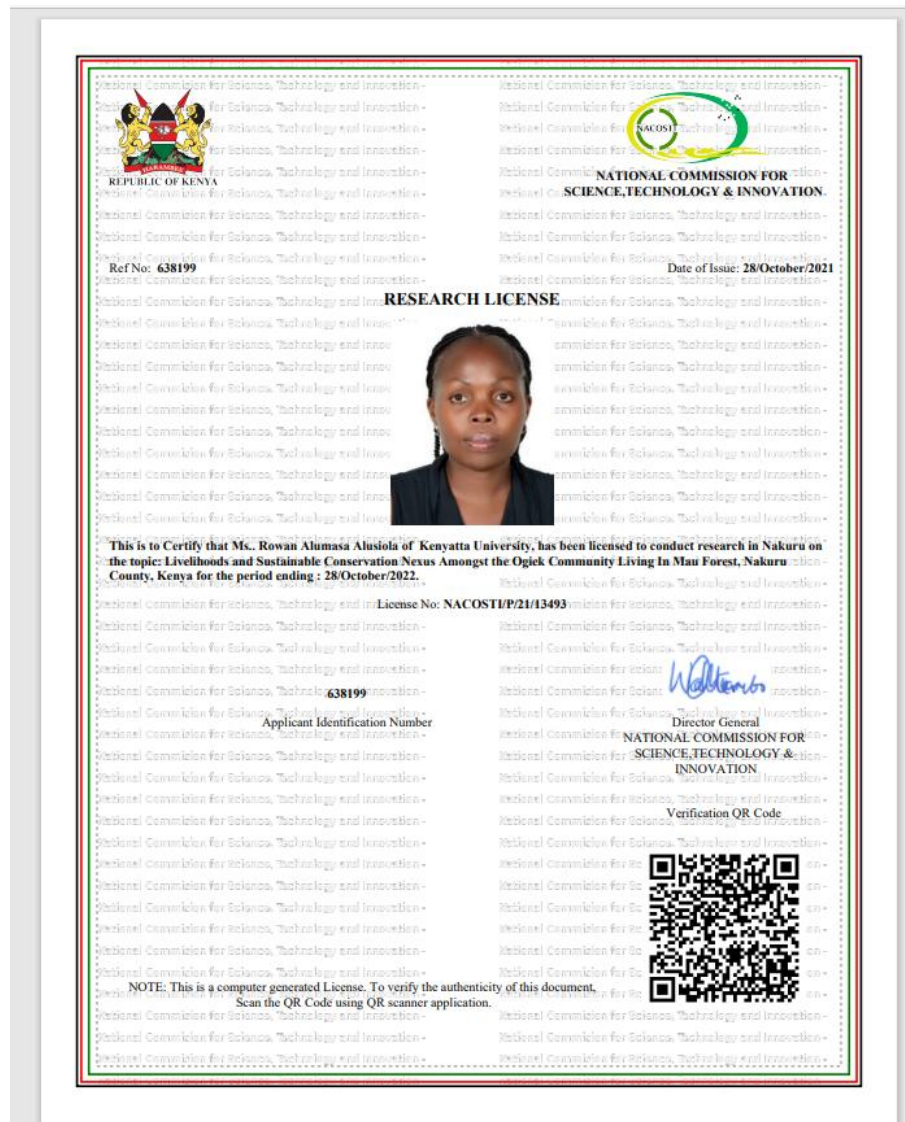 HARAMBEE
REPUBLIC OF KENYA
NACOSTI
NATIONAL COMMISSION FOR
SCIENCE,TECHNOLOGY & INNOVATION
Ref No: 638199
Date of Issue: 28/October/2021
RESEARCH LICENSE
This is to Certify that Ms.. Rowan Alumasa Alusiola of Kenyatta University, has been licensed to conduct research in Nakuru on
the topic: Livelihoods and Sustainable Conservation Nexus Amongst the Ogiek Community Living In Mau Forest, Nakuru
County, Kenya for the period ending : 28/October/2022.
License No: NACOSTI/P/21/13493
638199
Applicant Identification Number
Director General
NATIONAL COMMISSION FOR
SCIENCE,TECHNOLOGY &
INNOVATION
Verification QR Code
NOTE: This is a computer generated License. To verify the authenticity of this document,
Scan the QR Code using QR scanner application.